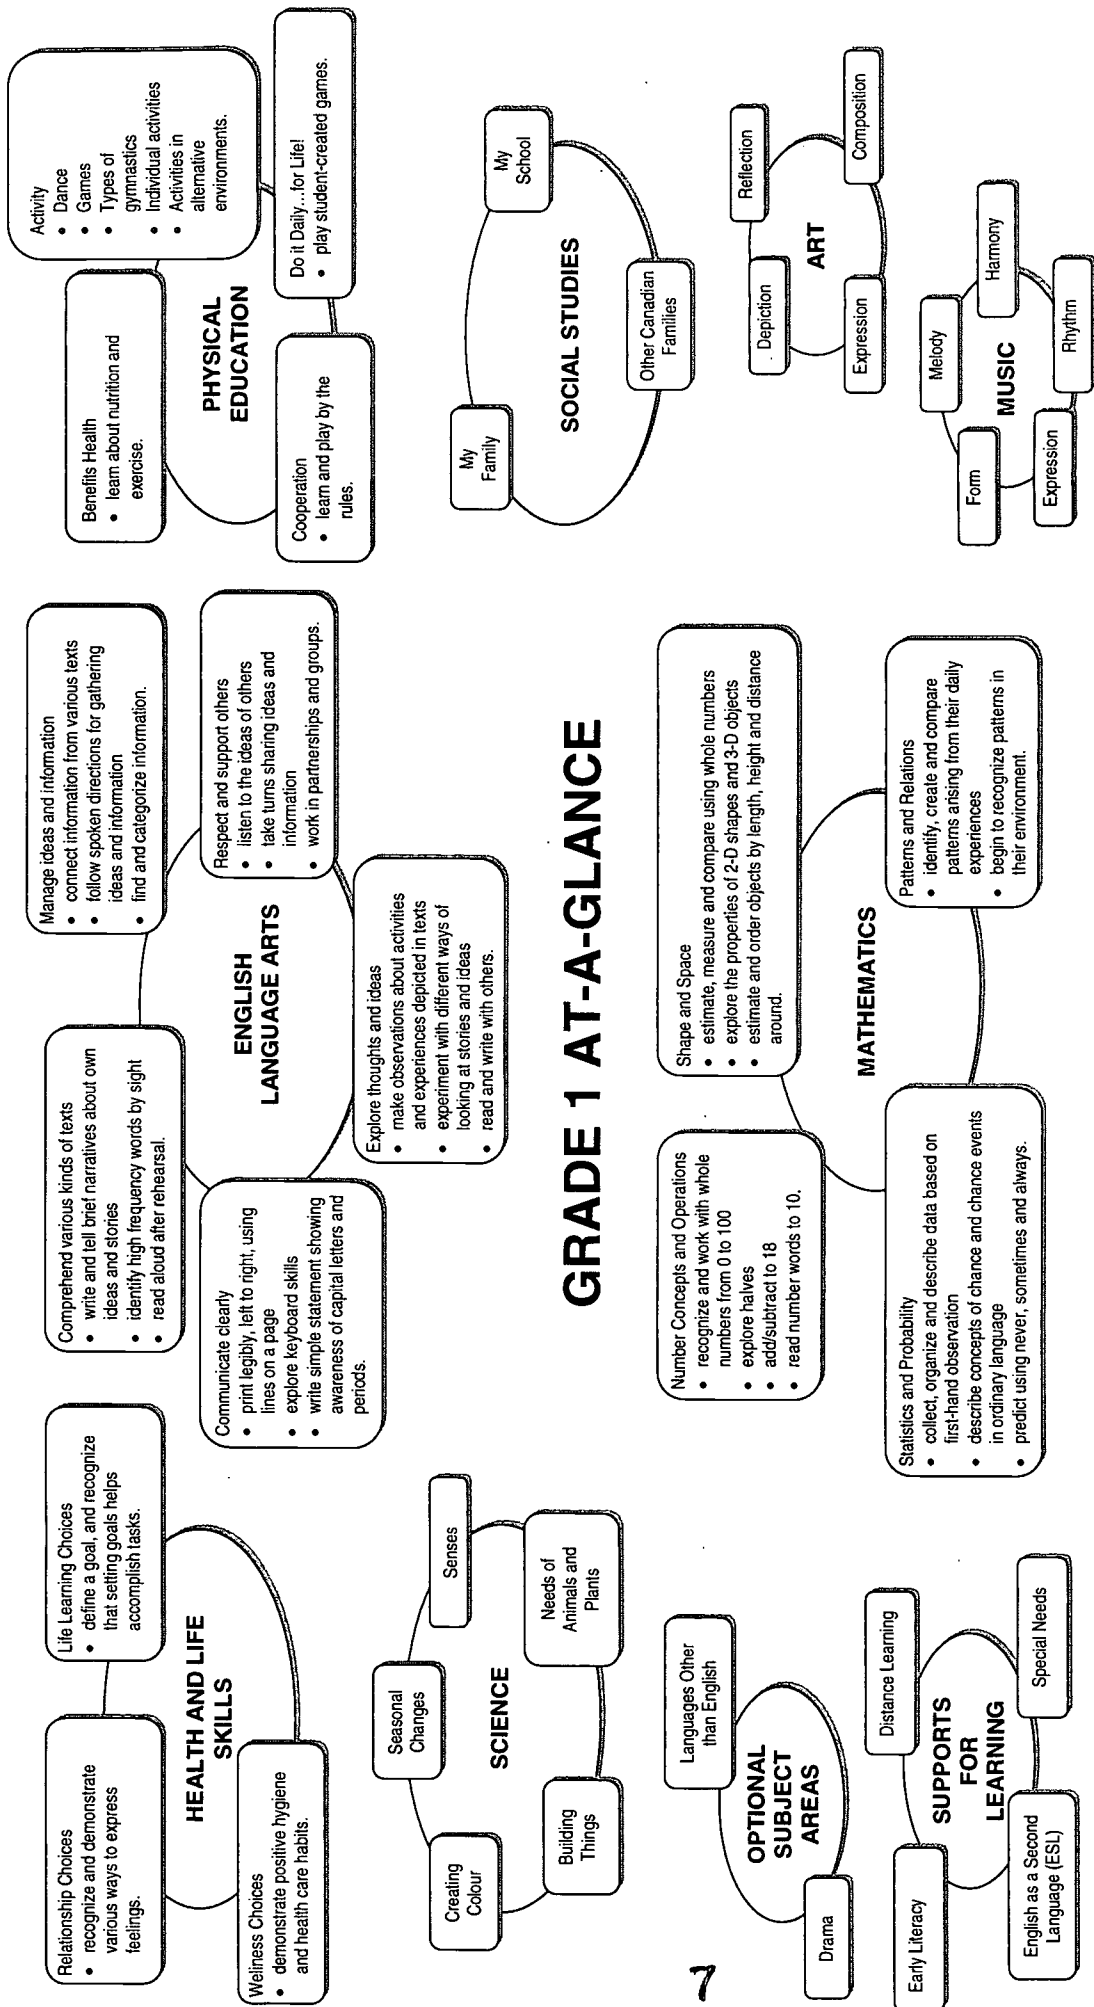 Relationship Choices
• recognize and demonstrate
various ways to express
feelings.
Life Learning Choices
• define a goal, and recognize
that setting goals helps
accomplish tasks.
HEALTH AND LIFE
SKILLS
Wellness Choices
• demonstrate positive hygiene
and health care habits.
Comprehend various kinds of texts
• write and tell brief narratives about own
ideas and stories
• identify high frequency words by sight
• read aloud after rehearsal.
Manage ideas and information
• connect information from various texts
• follow spoken directions for gathering
ideas and information
• find and categorize information.
Communicate clearly
• print legibly, left to right, using
lines on a page
• explore keyboard skills
• write simple statement showing
awareness of capital letters and
periods.
ENGLISH
LANGUAGE ARTS
Respect and support others
• listen to the ideas of others
• take turns sharing ideas and
information
• work in partnerships and groups.
Explore thoughts and ideas
• make observations about activities
and experiences depicted in texts
• experiment with different ways of
looking at stories and ideas
• read and write with others.
Benefits Health
• learn about nutrition and
exercise.
Activity
• Dance
• Games
• Types of
gymnastics
• Individual activities
• Activities in
alternative
environments.
PHYSICAL
EDUCATION
Cooperation
• learn and play by the
rules.
Do it Daily...for Life!
• play student-created games.
Creating
Colour
Seasonal
Changes
Senses
SCIENCE
Building
Things
Needs of
Animals and
Plants
GRADE 1 AT-A-GLANCE
My
Family
My
School
SOCIAL STUDIES
Other Canadian
Families
Languages Other
than English
OPTIONAL
SUBJECT
AREAS
Drama
Number Concepts and Operations
• recognize and work with whole
numbers from 0 to 100
• explore halves
• add/subtract to 18
• read number words to 10.
Shape and Space
• estimate, measure and compare using whole numbers
• explore the properties of 2-D shapes and 3-D objects
• estimate and order objects by length, height and distance
around.
MATHEMATICS
Statistics and Probability
• collect, organize and describe data based on
first-hand observation
• describe concepts of chance and chance events
in ordinary language
• predict using never, sometimes and always.
Patterns and Relations
• identify, create and compare
patterns arising from their daily
experiences
• begin to recognize patterns in
their environment.
Depiction
Reflection
ART
Expression
Composition
Early Literacy
Distance Learning
SUPPORTS
FOR
LEARNING
English as a Second
Language (ESL)
Special Needs
Form
Melody
Harmony
MUSIC
Expression
Rhythm
7